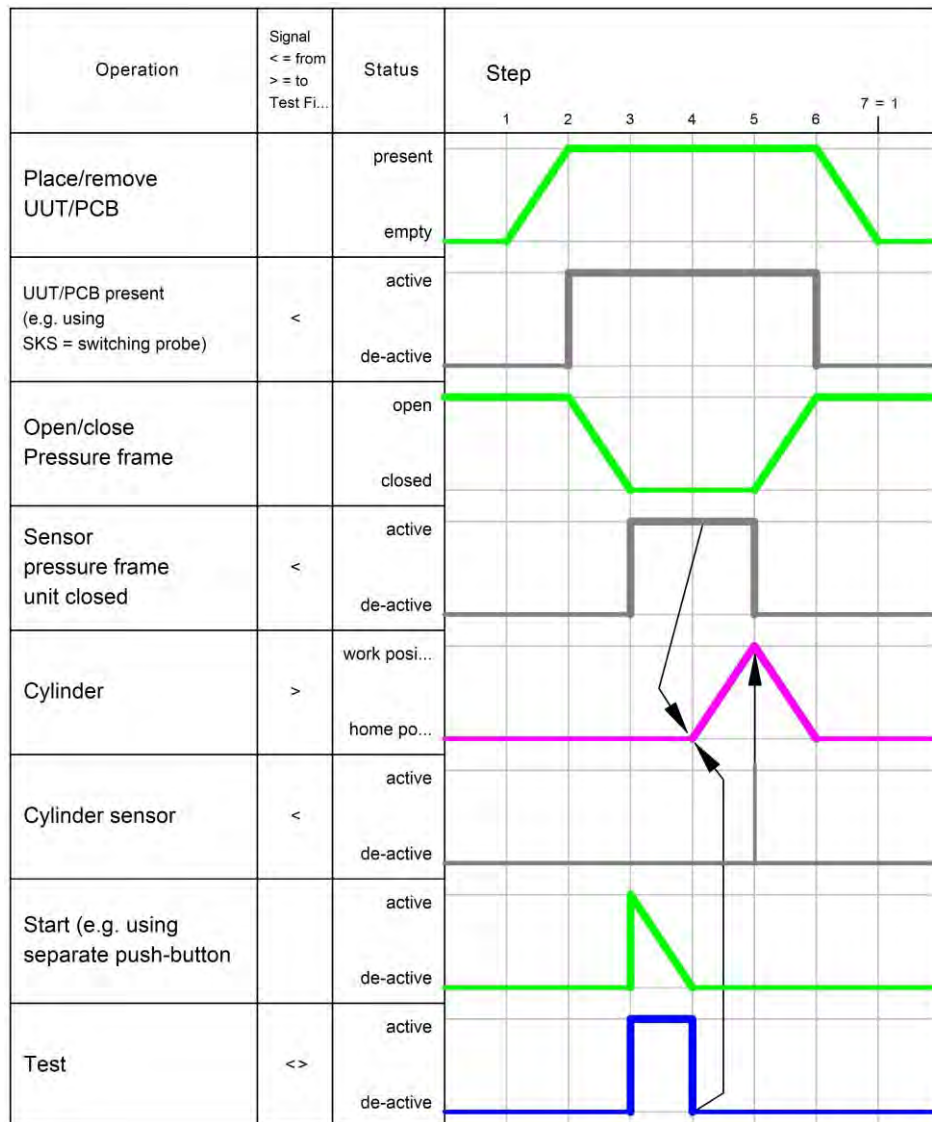 Operation
Signal
< = from
> = to
Test Fi...
Status
Step
1 2 3 4 5 6 7 = 1
Place/remove
UUT/PCB
present
empty
UUT/PCB present
(e.g. using
SKS = switching probe)
<
active
de-active
Open/close
Pressure frame
open
closed
Sensor
pressure frame
unit closed
<
active
de-active
Cylinder
>
work posi...
home po...
Cylinder sensor
<
active
de-active
Start (e.g. using
separate push-button
active
de-active
Test
<>
active
de-active